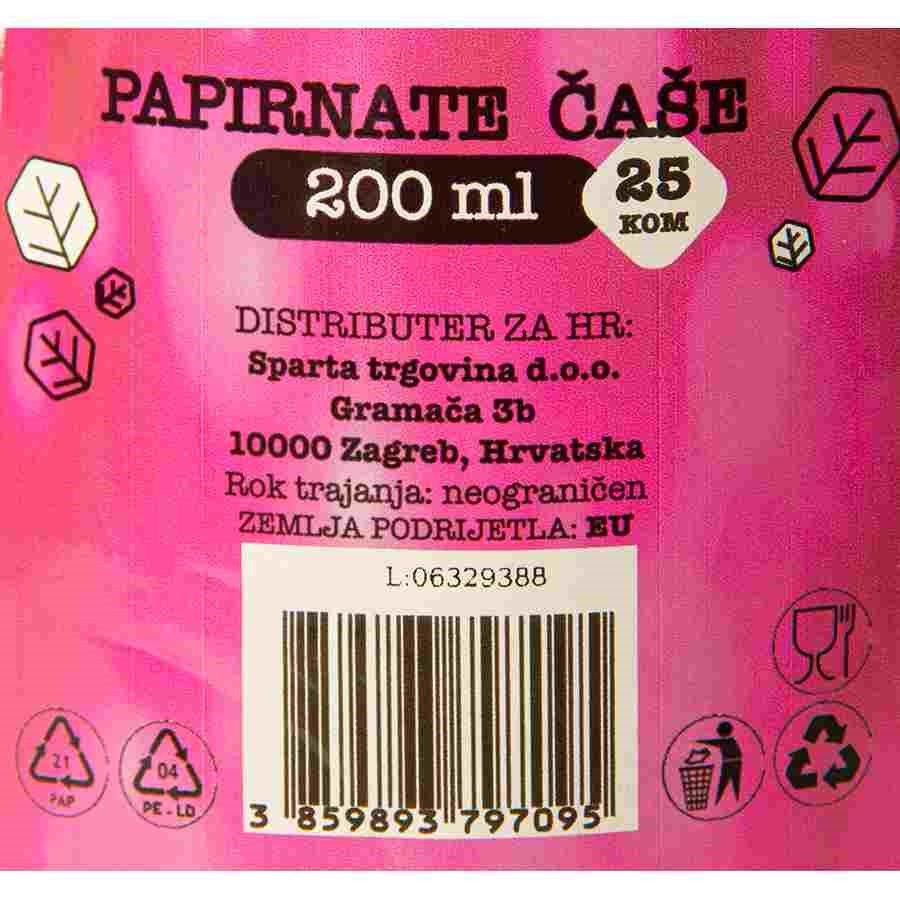 PAPIRNATE ČAŠE
200 ml
25
KOM
DISTRIBUTER ZA HR:
Sparta trgovina d.o.o.
Gramača 3b
10000 Zagreb, Hrvatska
Rok trajanja: neograničen
ZEMLJA PODRIJETLA: EU
L:06329388
3 859893 797095
21
PAP
04
PE-LD